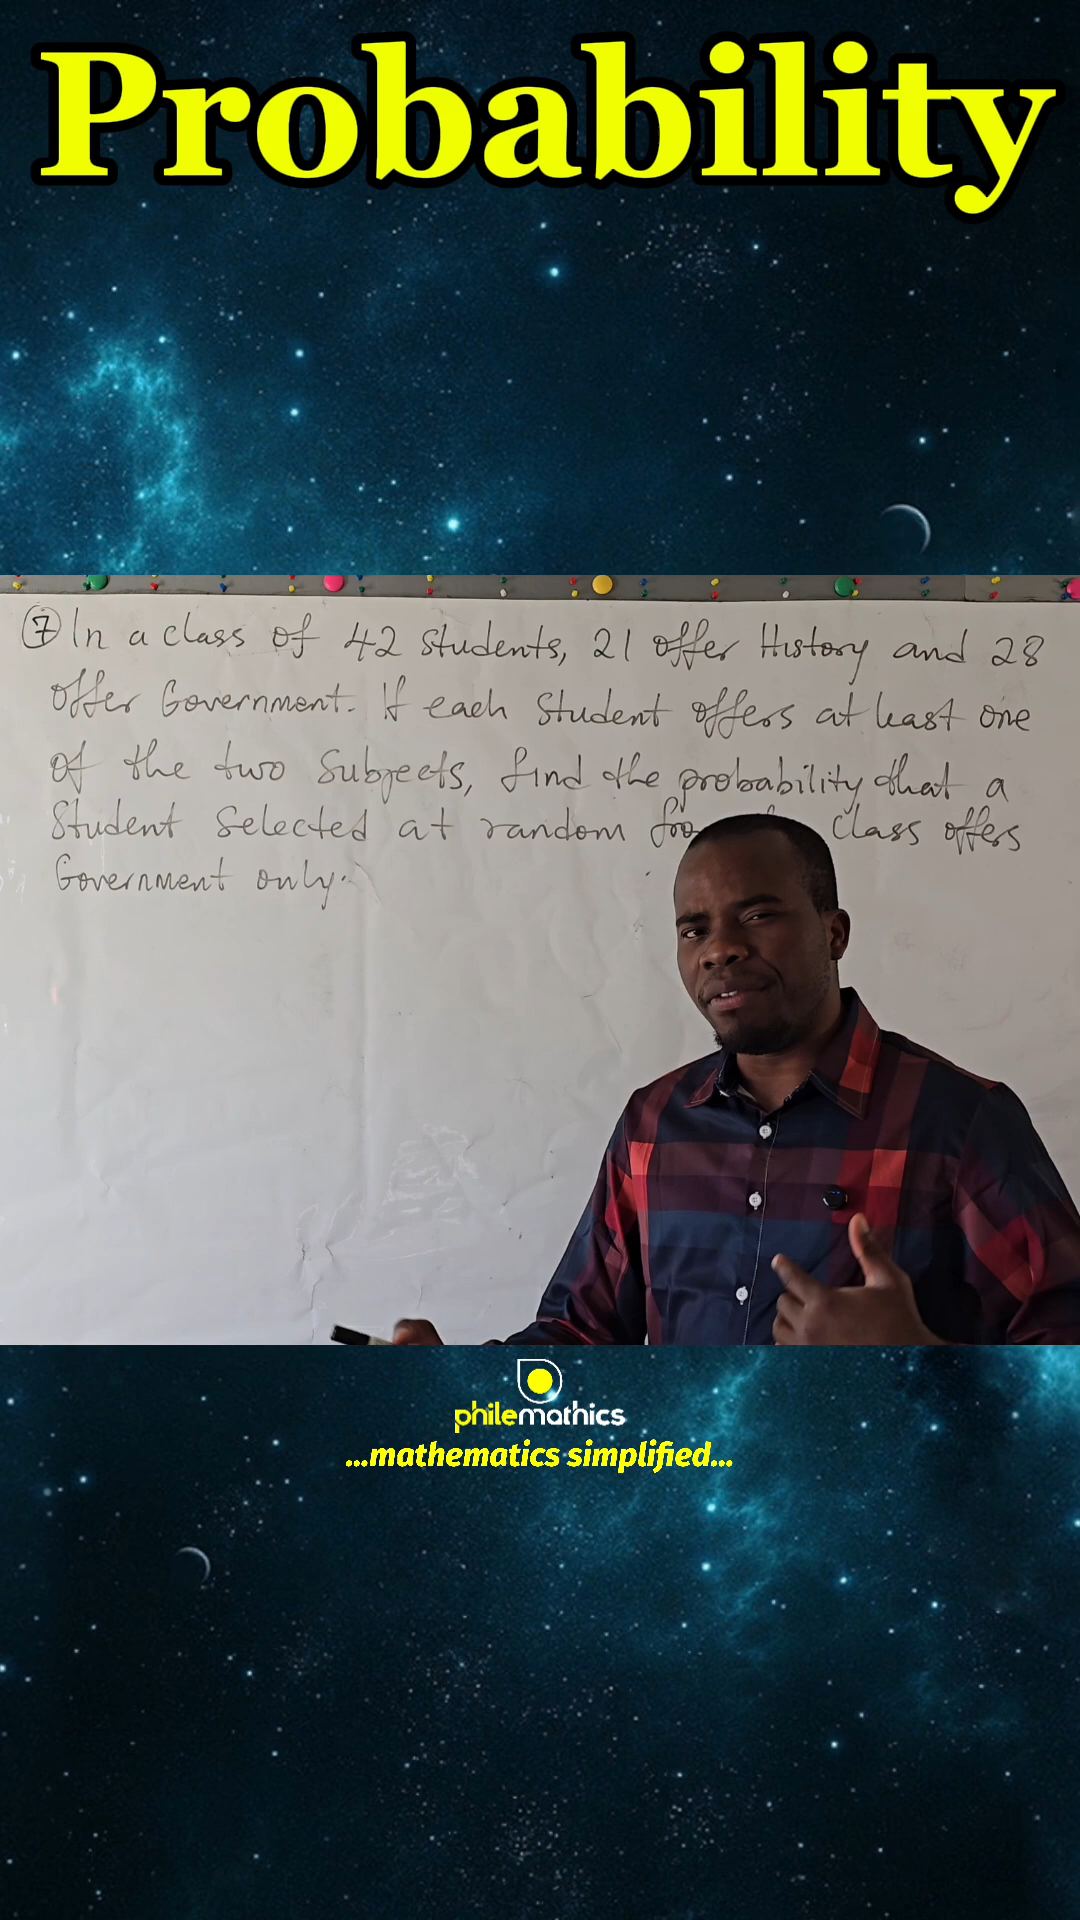 Probability
7 In a class of 42 students, 21 offer History and 28
offer Government. If each student offers at least one
of the two subjects, find the probability that a
Student Selected at random class offers
Government only.
philemathics
...mathematics simplified...